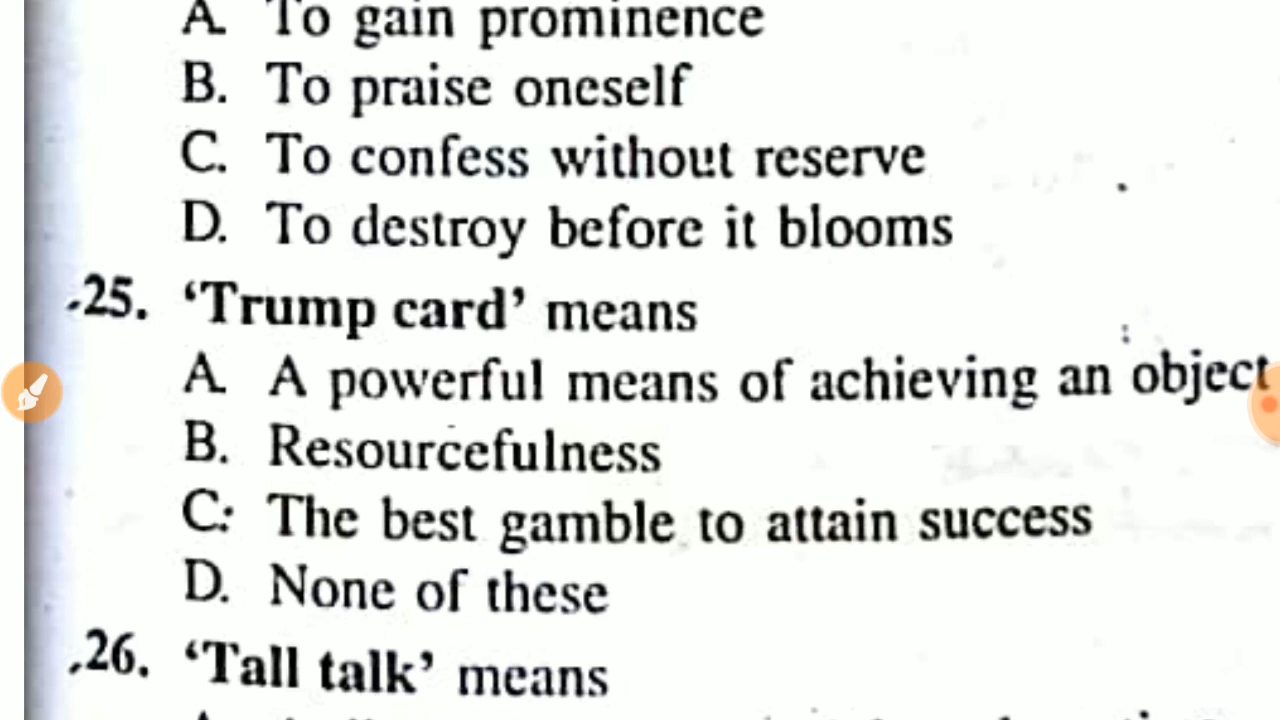 A. To gain prominence
B. To praise oneself
C. To confess without reserve
D. To destroy before it blooms
25. ‘Trump card’ means
A. A powerful means of achieving an object
B. Resourcefulness
C: The best gamble to attain success
D. None of these
26. ‘Tall talk’ means